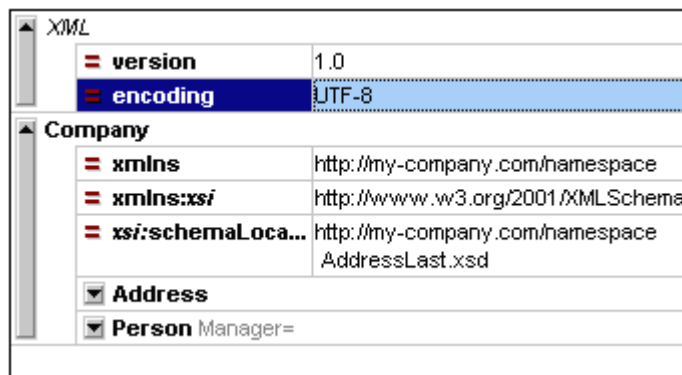 XML
= version 1.0
= encoding UTF-8
Company
= xmlns http://my-company.com/namespace
= xmlns:xsi http://www.w3.org/2001/XMLSchema
= xsi:schemaLoca... http://my-company.com/namespace
AddressLast.xsd
Address
Person Manager=